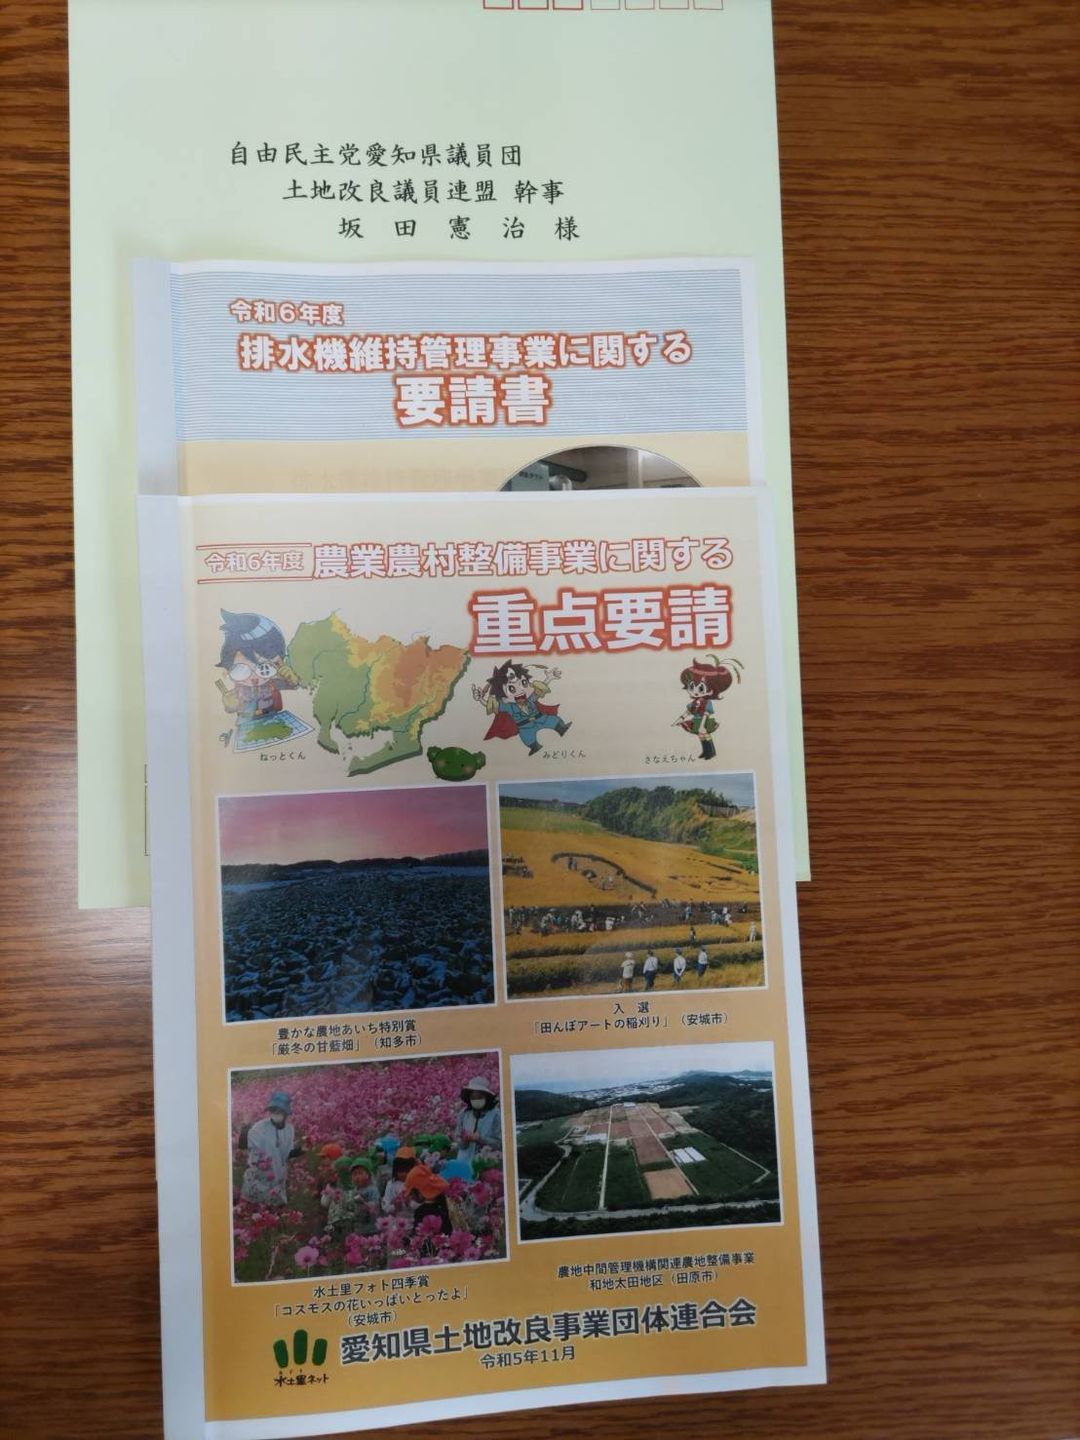 自由民主党愛知県議員団
土地改良議員連盟 幹事
坂田憲治様
令和6年度
排水機維持管理事業に関する
要請書
令和6年度 農業農村整備事業に関する
重点要請
ねっとくん
みどりくん
さなえちゃん
豊かな農地あいち特別賞
「厳冬の甘藍畑」（知多市）
入選
「田んぼアートの稲刈り」（安城市）
水土里フォト四季賞
「コスモスの花いっぱいとったよ」
（安城市）
農地中間管理機構関連農地整備事業
和地太田地区（田原市）
愛知県土地改良事業団体連合会
令和5年11月
水土里ネット